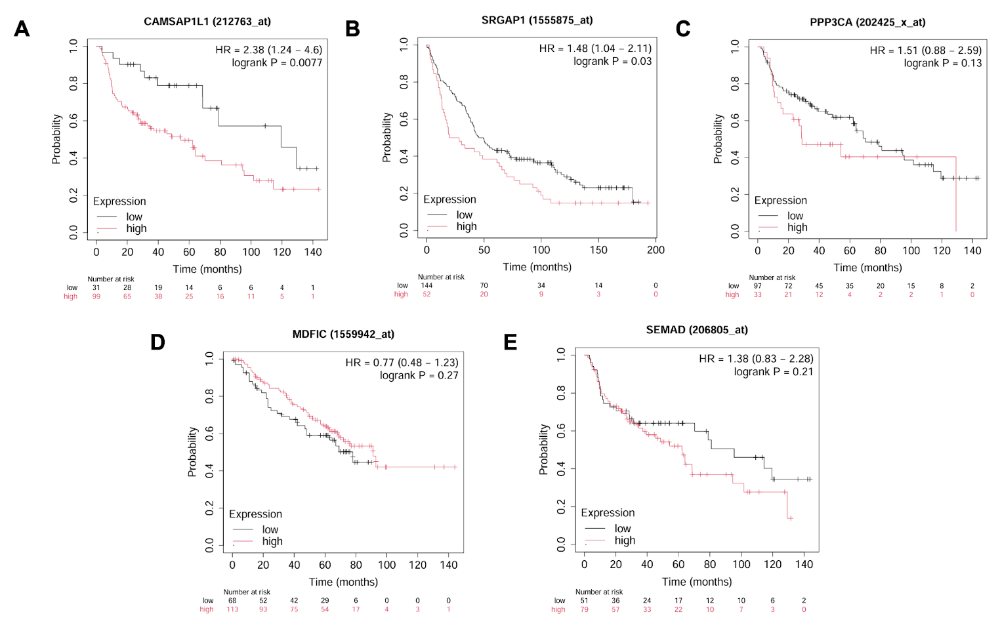 A
CAMSAP1L1 (212763_at)
HR = 2.38 (1.24 − 4.6)
logrank P = 0.0077
Probability
1.0
0.8
0.6
0.4
0.2
0.0
Expression
low
high
0 20 40 60 80 100 120 140
Time (months)
Number at risk
low 31 28 19 14 6 6 4 1
high 99 65 38 25 16 11 5 1
B
SRGAP1 (1555875_at)
HR = 1.48 (1.04 − 2.11)
logrank P = 0.03
Probability
1.0
0.8
0.6
0.4
0.2
0.0
Expression
low
high
0 50 100 150 200
Time (months)
Number at risk
low 144 70 34 14 0
high 52 20 9 3 0
C
PPP3CA (202425_x_at)
HR = 1.51 (0.88 − 2.59)
logrank P = 0.13
Probability
1.0
0.8
0.6
0.4
0.2
0.0
Expression
low
high
0 20 40 60 80 100 120 140
Time (months)
Number at risk
low 97 72 45 35 20 15 8 2
high 33 21 12 4 2 2 1 0
D
MDFIC (1559942_at)
HR = 0.77 (0.48 − 1.23)
logrank P = 0.27
Probability
1.0
0.8
0.6
0.4
0.2
0.0
Expression
low
high
0 20 40 60 80 100 120 140
Time (months)
Number at risk
low 68 52 42 29 6 0 0 0
high 113 93 75 54 17 4 3 1
E
SEMAD (206805_at)
HR = 1.38 (0.83 − 2.28)
logrank P = 0.21
Probability
1.0
0.8
0.6
0.4
0.2
0.0
Expression
low
high
0 20 40 60 80 100 120 140
Time (months)
Number at risk
low 51 36 24 17 12 10 6 2
high 79 57 33 22 10 7 3 0